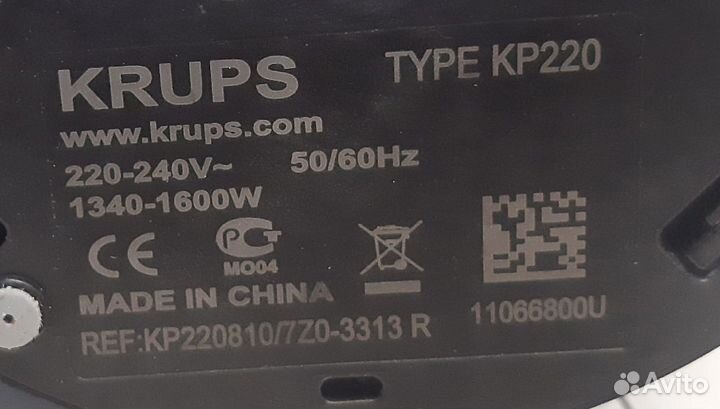 KRUPS
TYPE KP220
www.krups.com
220-240V~ 50/60Hz
1340-1600W
CE
РСТ
MO04
MADE IN CHINA
REF:KP220810/7Z0-3313 R
11066800U
Avito